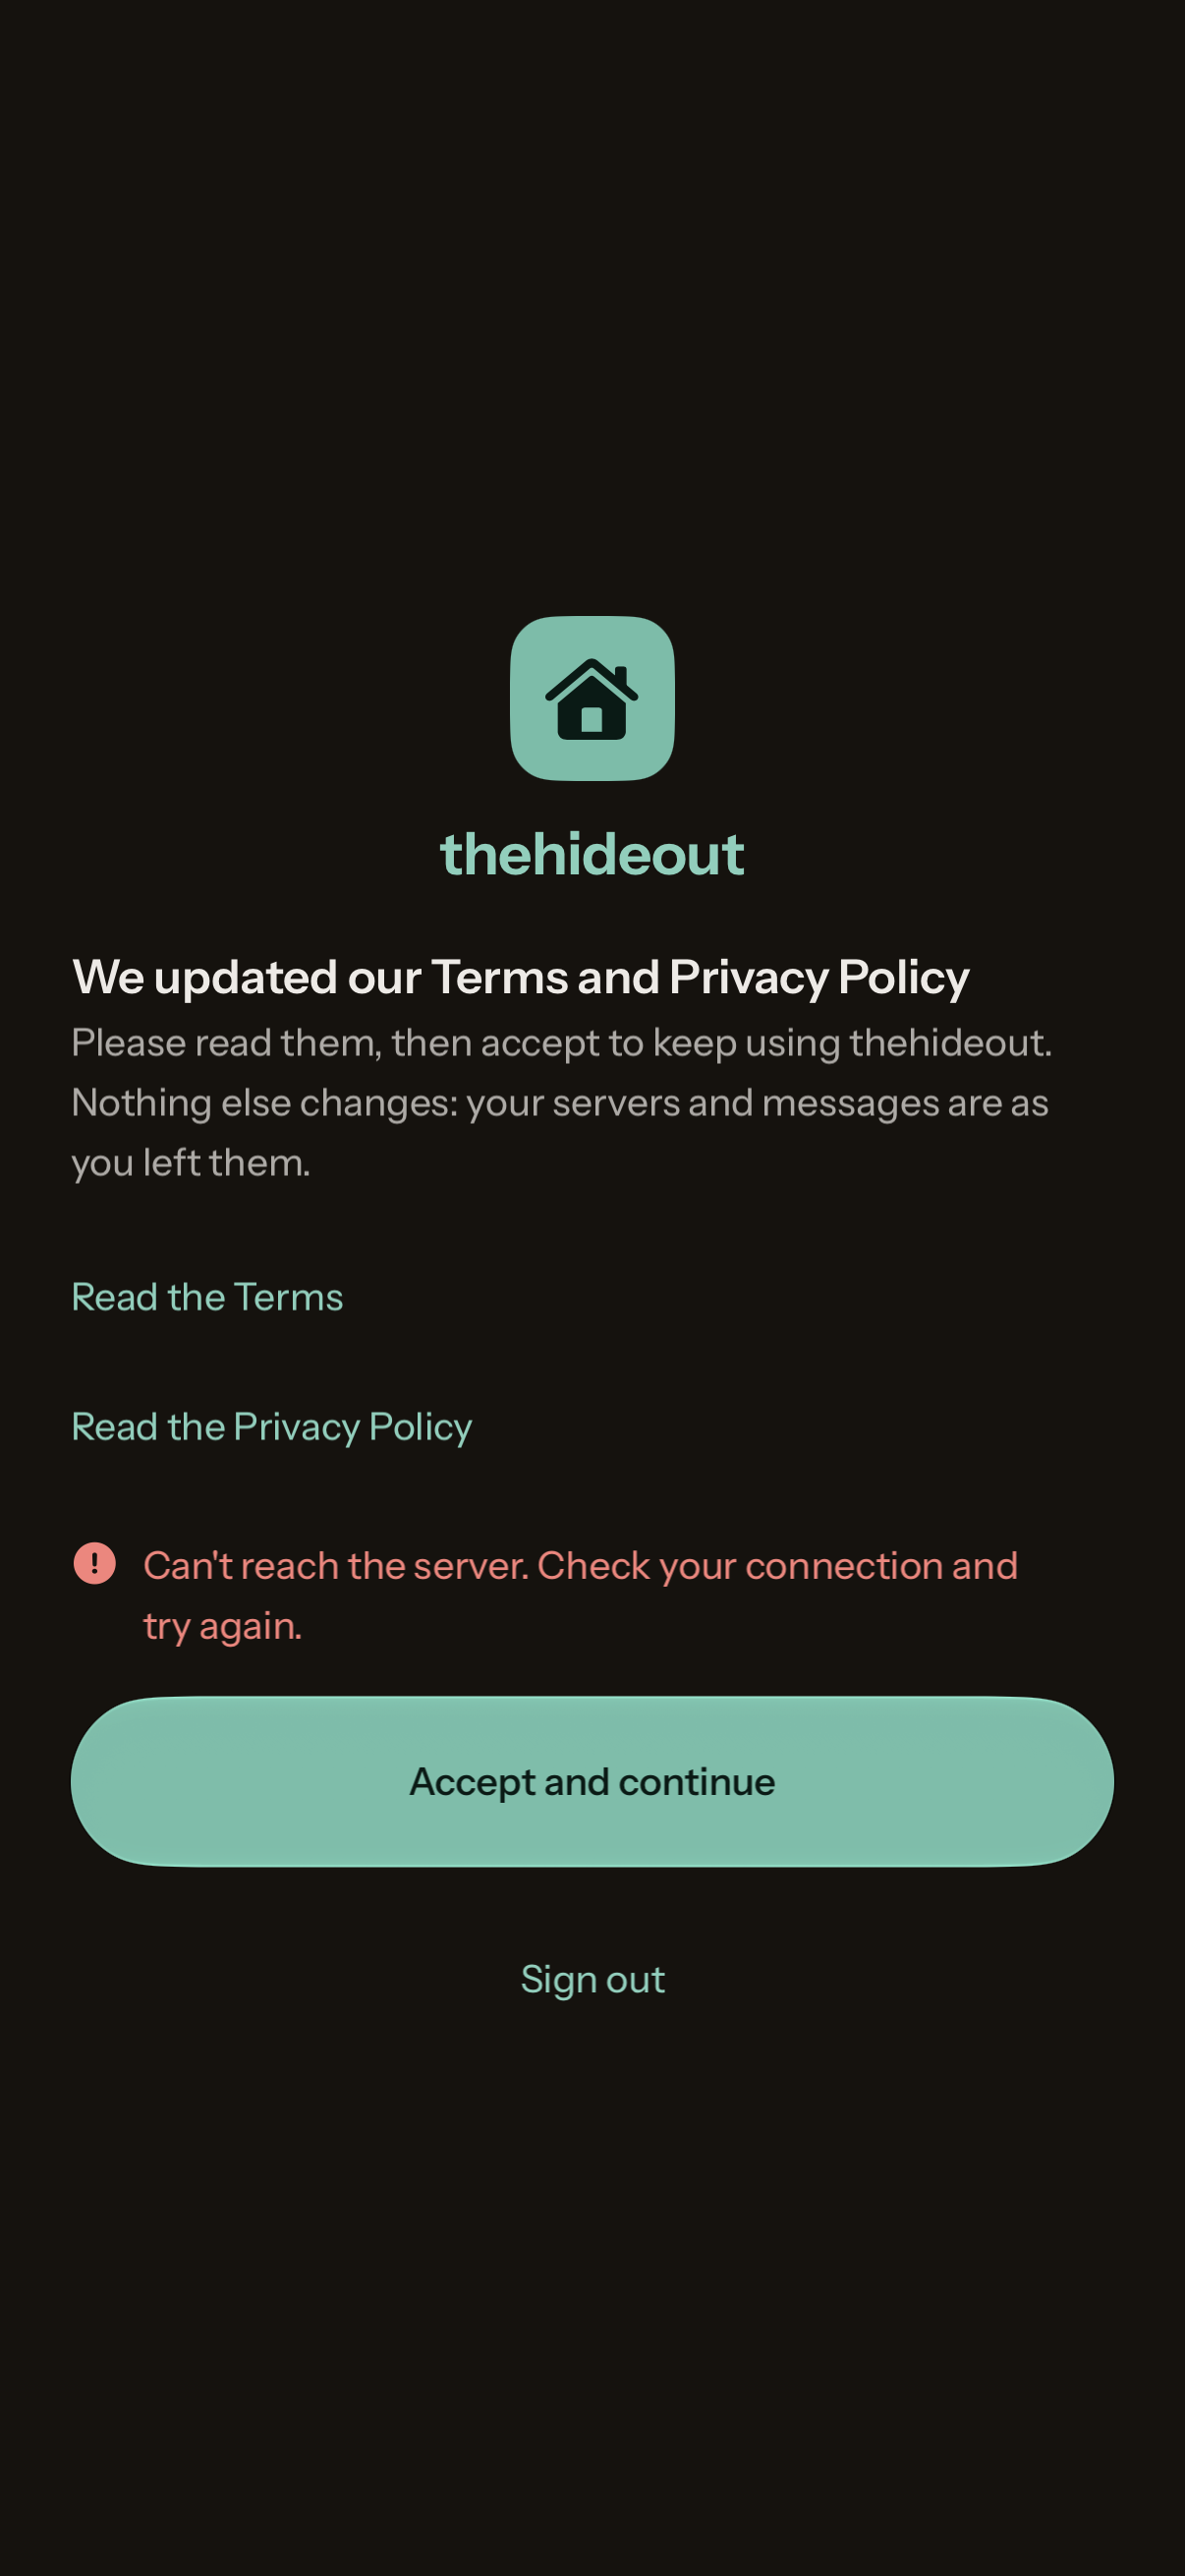 thehideout
We updated our Terms and Privacy Policy
Please read them, then accept to keep using thehideout.
Nothing else changes: your servers and messages are as
you left them.
Read the Terms
Read the Privacy Policy
Can't reach the server. Check your connection and
try again.
Accept and continue
Sign out